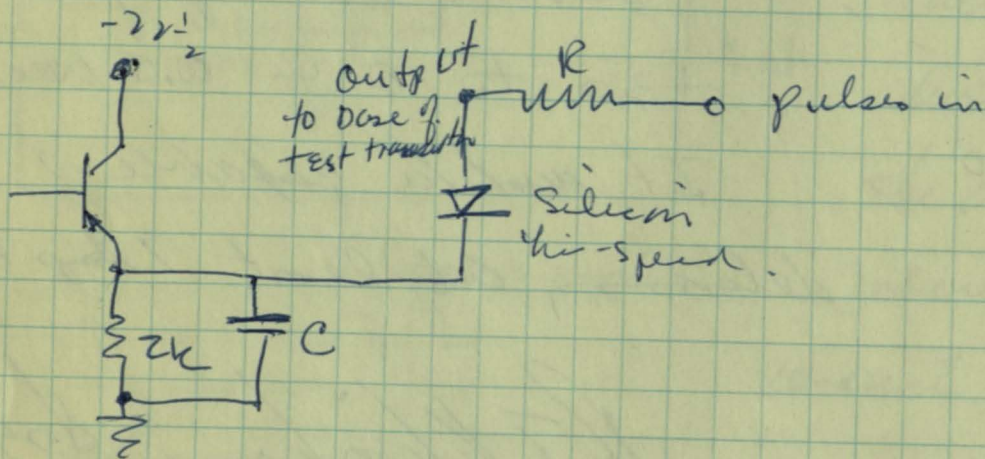 -22½
output
to base of
test transistor
R
pulses in
Silicon
hi-speed.
2K
C